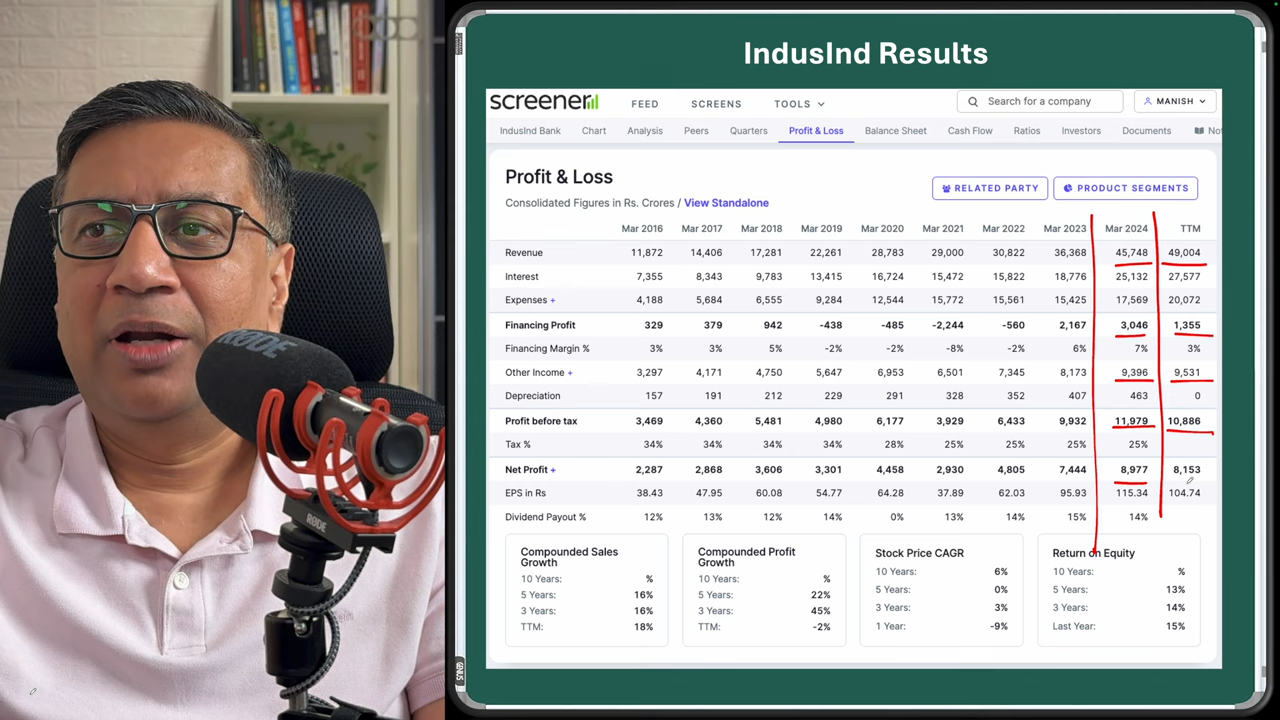 IndusInd Results
screener
FEED SCREENS TOOLS Search for a company MANISH
IndusInd Bank Chart Analysis Peers Quarters Profit & Loss Balance Sheet Cash Flow Ratios Investors Documents
Profit & Loss
RELATED PARTY PRODUCT SEGMENTS
Consolidated Figures in Rs. Crores / View Standalone
Mar 2016 Mar 2017 Mar 2018 Mar 2019 Mar 2020 Mar 2021 Mar 2022 Mar 2023 Mar 2024 TTM
Revenue 11,872 14,406 17,281 22,261 28,783 29,000 30,822 36,368 45,748 49,004
Interest 7,355 8,343 9,783 13,415 16,724 15,472 15,822 18,776 25,132 27,577
Expenses + 4,188 5,684 6,555 9,284 12,544 15,772 15,561 15,425 17,569 20,072
Financing Profit 329 379 942 -438 -485 -2,244 -560 2,167 3,046 1,355
Financing Margin % 3% 3% 5% -2% -2% -8% -2% 6% 7% 3%
Other Income + 3,297 4,171 4,750 5,647 6,953 6,501 7,345 8,173 9,396 9,531
Depreciation 157 191 212 229 291 328 352 407 463 0
Profit before tax 3,469 4,360 5,481 4,980 6,177 3,929 6,433 9,932 11,979 10,886
Tax % 34% 34% 34% 34% 28% 25% 25% 25% 25%
Net Profit + 2,287 2,868 3,606 3,301 4,458 2,930 4,805 7,444 8,977 8,153
EPS in Rs 38.43 47.95 60.08 54.77 64.28 37.89 62.03 95.93 115.34 104.74
Dividend Payout % 12% 13% 12% 14% 0% 13% 14% 15% 14%
Compounded Sales
Growth
10 Years: %
5 Years: 16%
3 Years: 16%
TTM: 18%
Compounded Profit
Growth
10 Years: %
5 Years: 22%
3 Years: 45%
TTM: -2%
Stock Price CAGR
10 Years: 6%
5 Years: 0%
3 Years: 3%
1 Year: -9%
Return on Equity
10 Years: %
5 Years: 13%
3 Years: 14%
Last Year: 15%
RØDE
RØDE